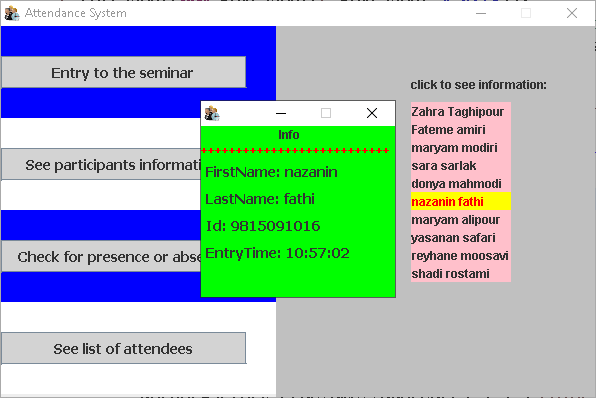 Attendance System
Entry to the seminar
See participants informati
Check for presence or abse
See list of attendees
Info
++++++++++++++++++++++++++++
FirstName: nazanin
LastName: fathi
Id: 9815091016
EntryTime: 10:57:02
click to see information:
Zahra Taghipour
Fateme amiri
maryam modiri
sara sarlak
donya mahmodi
nazanin fathi
maryam alipour
yasanan safari
reyhane moosavi
shadi rostami